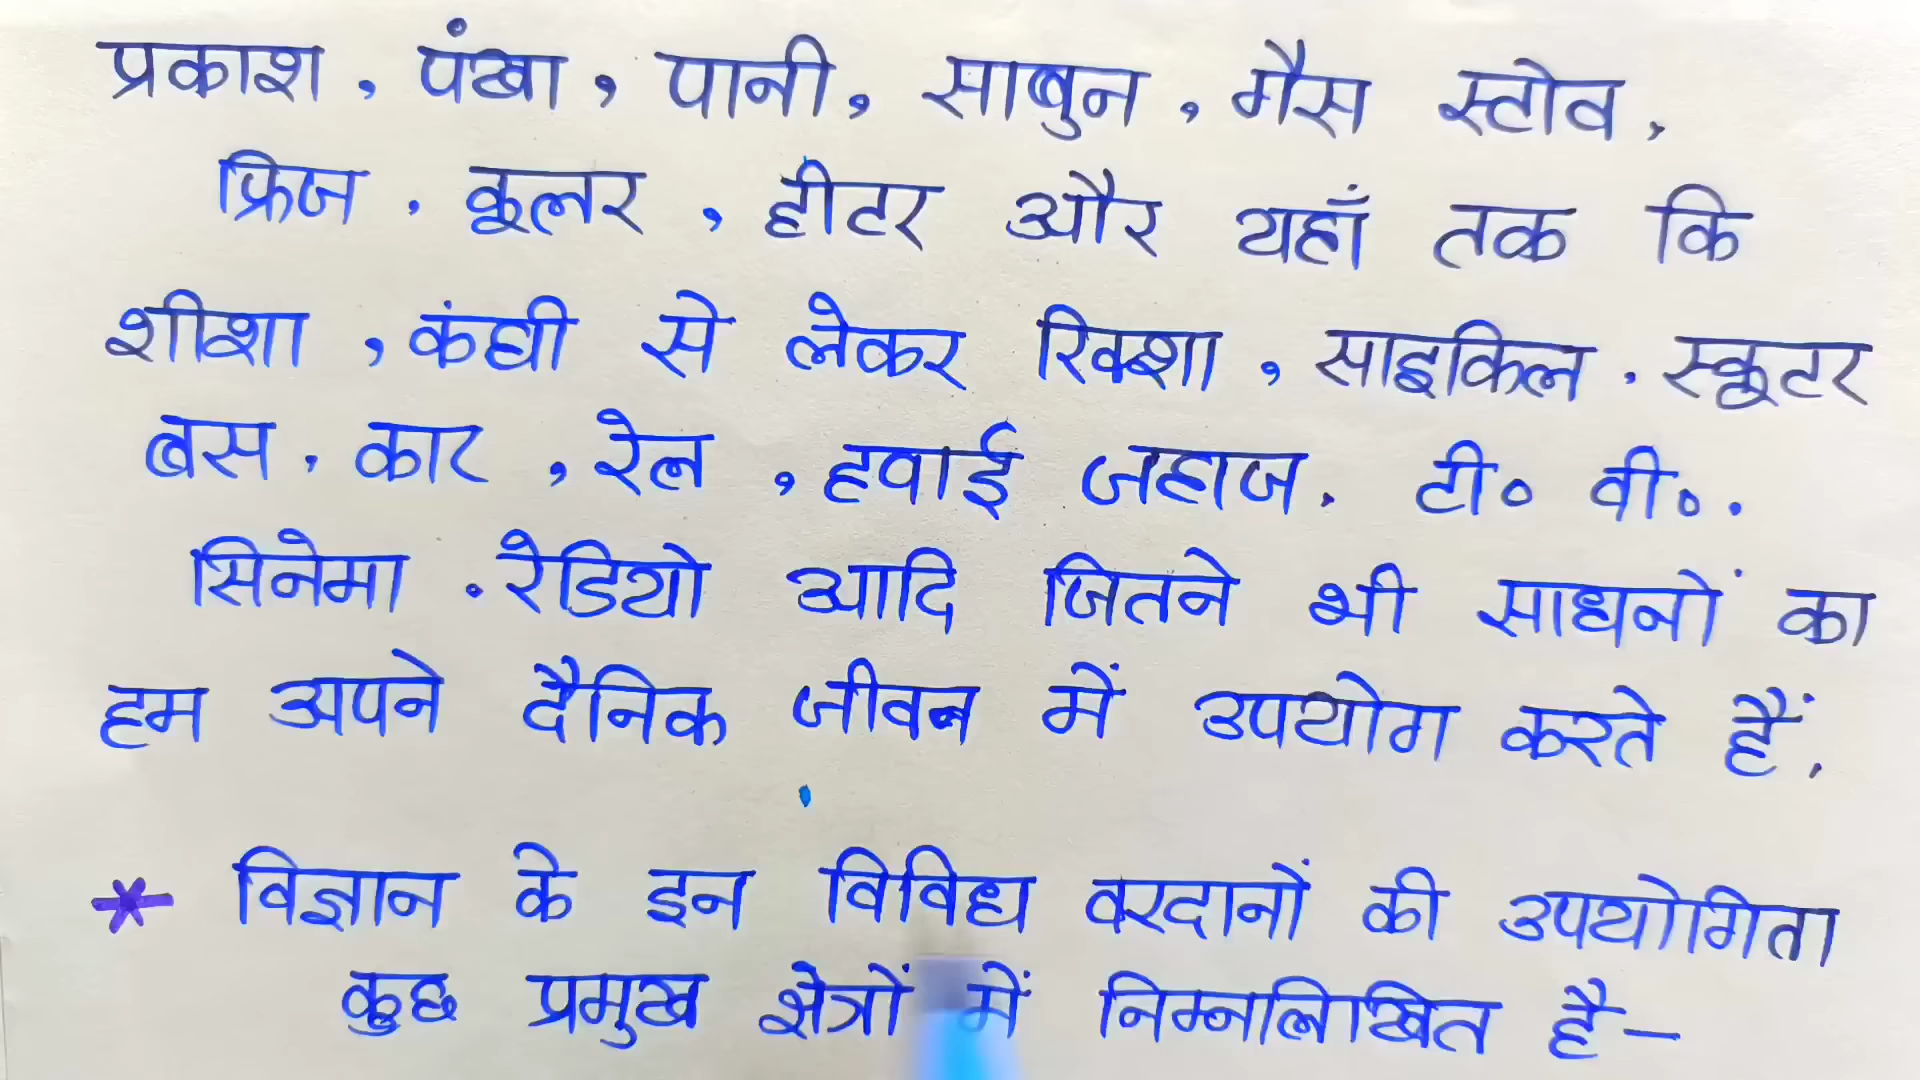 प्रकाश, पंखा, पानी, साबुन, गैस स्टोव,
फ्रिज, कूलर, हीटर और यहाँ तक कि
शीशा, कंघी से लेकर रिक्शा, साइकिल, स्कूटर
बस, कार, रेल, हवाई जहाज, टी० वी०,
सिनेमा, रेडियो आदि जितने भी साधनों का
हम अपने दैनिक जीवन में उपयोग करते हैं,
* विज्ञान के इन विविध वरदानों की उपयोगिता
कुछ प्रमुख क्षेत्रों में निम्नलिखित है-